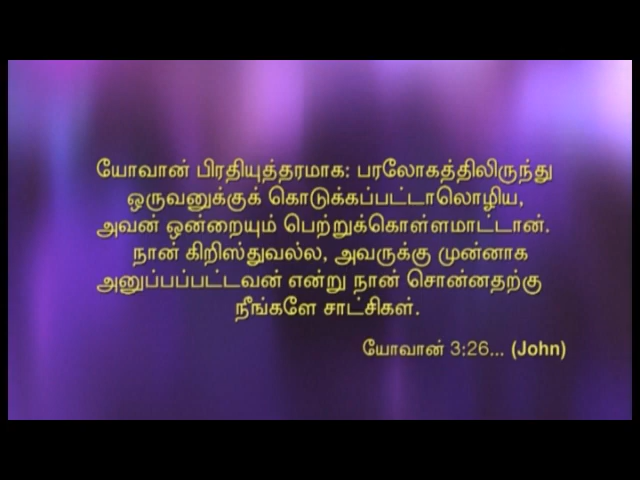 யோவான் பிரதியுத்தரமாக: பரலோகத்திலிருந்து
ஒருவனுக்குக் கொடுக்கப்பட்டாலொழிய,
அவன் ஒன்றையும் பெற்றுக்கொள்ளமாட்டான்.
நான் கிறிஸ்துவல்ல, அவருக்கு முன்னாக
அனுப்பப்பட்டவன் என்று நான் சொன்னதற்கு
நீங்களே சாட்சிகள்.
யோவான் 3:26... (John)